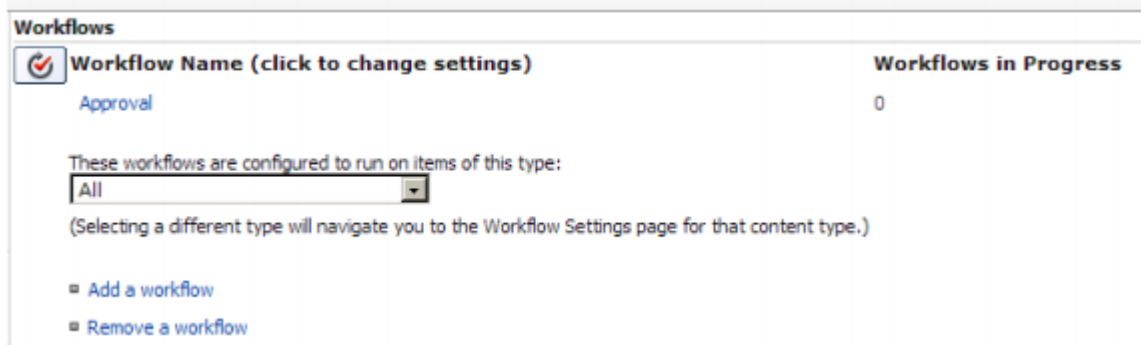 Workflows
Workflow Name (click to change settings) Workflows in Progress
Approval 0
These workflows are configured to run on items of this type:
All
(Selecting a different type will navigate you to the Workflow Settings page for that content type.)
Add a workflow
Remove a workflow